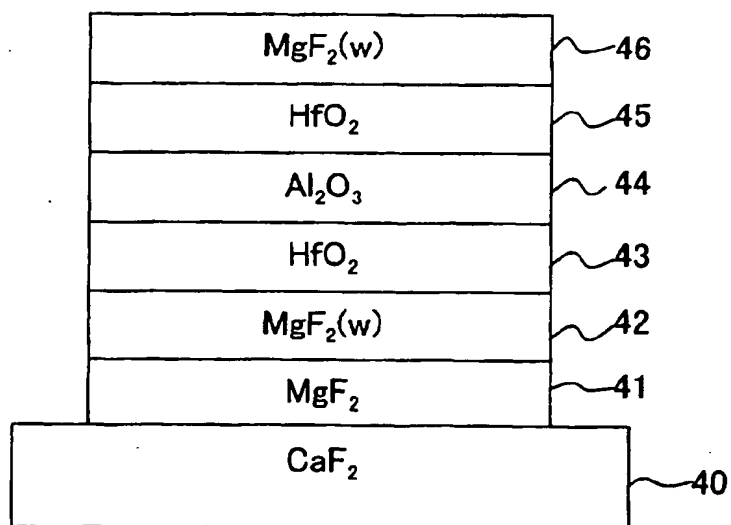 MgF₂(w) 46
HfO₂ 45
Al₂O₃ 44
HfO₂ 43
MgF₂(w) 42
MgF₂ 41
CaF₂ 40